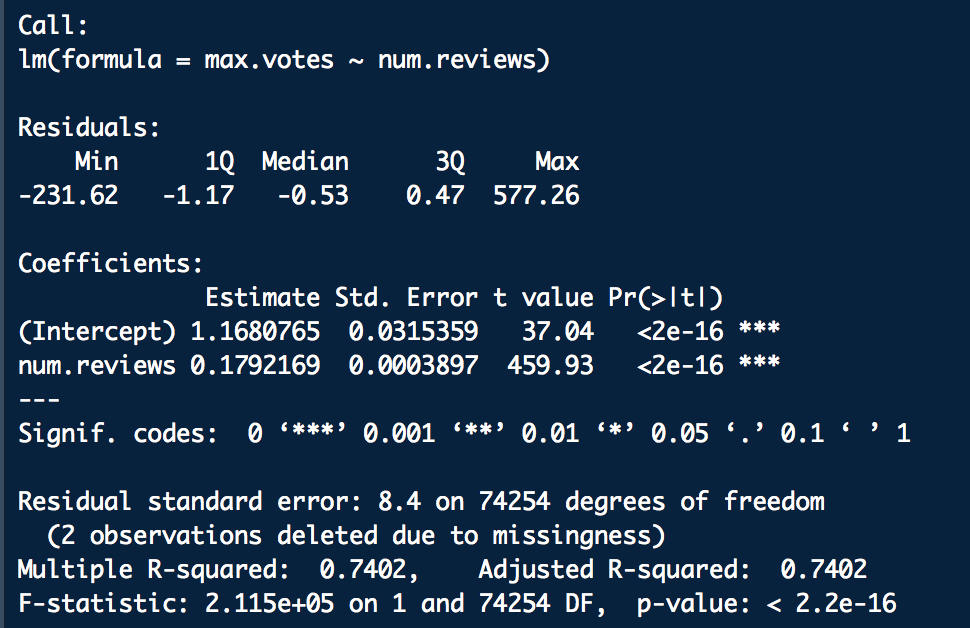 Call:
lm(formula = max.votes ~ num.reviews)
Residuals:
Min 1Q Median 3Q Max
-231.62 -1.17 -0.53 0.47 577.26
Coefficients:
Estimate Std. Error t value Pr(>|t|)
(Intercept) 1.1680765 0.0315359 37.04 <2e-16 ***
num.reviews 0.1792169 0.0003897 459.93 <2e-16 ***
---
Signif. codes: 0 ‘***’ 0.001 ‘**’ 0.01 ‘*’ 0.05 ‘.’ 0.1 ‘ ’ 1
Residual standard error: 8.4 on 74254 degrees of freedom
(2 observations deleted due to missingness)
Multiple R-squared: 0.7402, Adjusted R-squared: 0.7402
F-statistic: 2.115e+05 on 1 and 74254 DF, p-value: < 2.2e-16